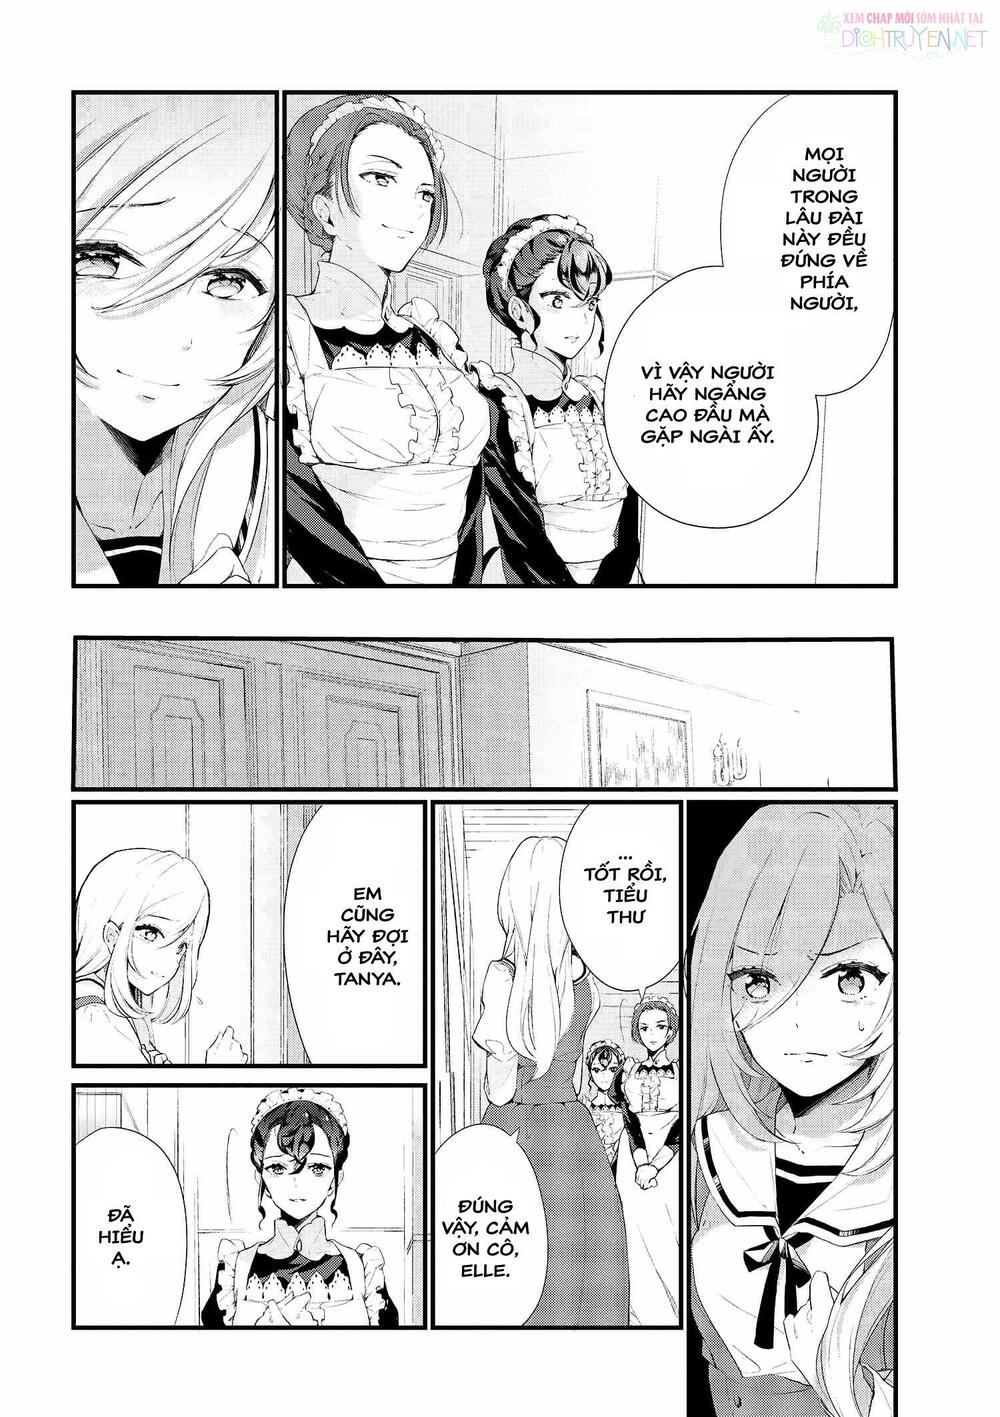 XEM CHAP MỚI SỚM NHẤT TẠI
DICHTRUYEN.NET
MỌI
NGƯỜI
TRONG
LÂU ĐÀI
NÀY ĐỀU
ĐỨNG VỀ
PHÍA
NGƯỜI,
VÌ VẬY NGƯỜI
HÃY NGẨNG
CAO ĐẦU MÀ
GẶP NGÀI ẤY.
...
TỐT RỒI,
TIỂU
THƯ
ĐÚNG
VẬY, CẢM
ƠN CÔ,
ELLE.
EM
CŨNG
HÃY ĐỢI
Ở ĐÂY,
TANYA.
ĐÃ
HIỂU
Ạ.